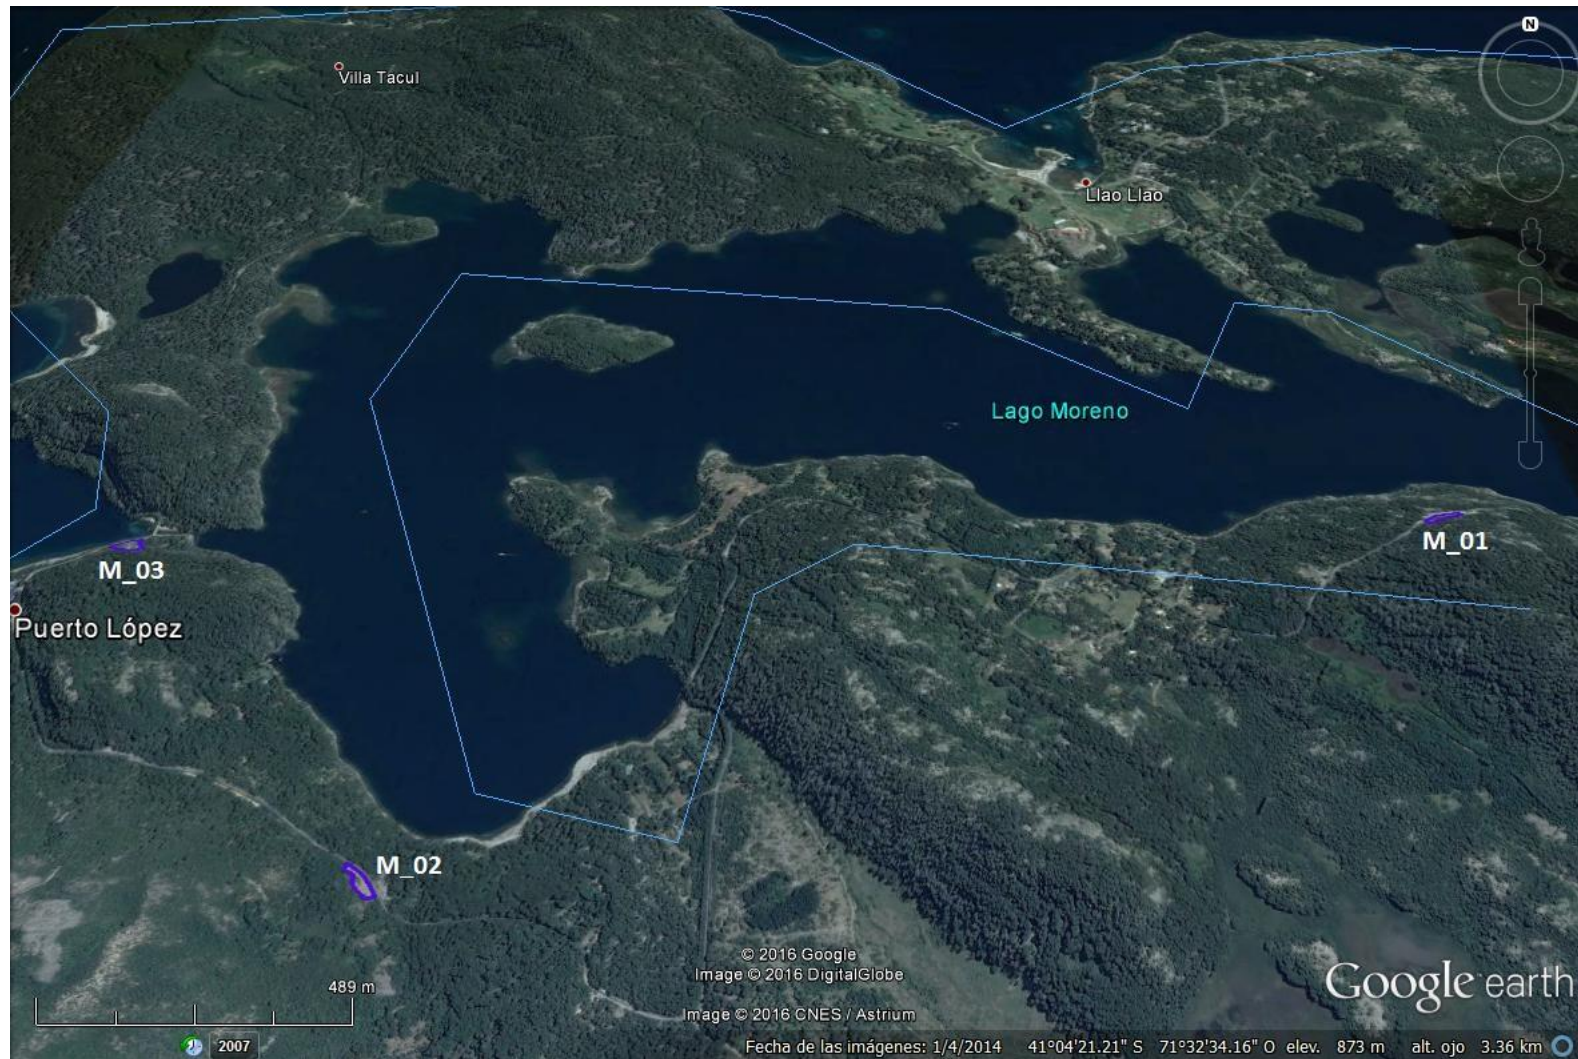 N
Villa Tacul
Llao Llao
Lago Moreno
M_01
M_03
Puerto López
M_02
489 m
© 2016 Google
Image © 2016 DigitalGlobe
Image © 2016 CNES / Astrium
Google earth
2007
Fecha de las imágenes: 1/4/2014 41°04'21.21" S 71°32'34.16" O elev. 873 m alt. ojo 3.36 km